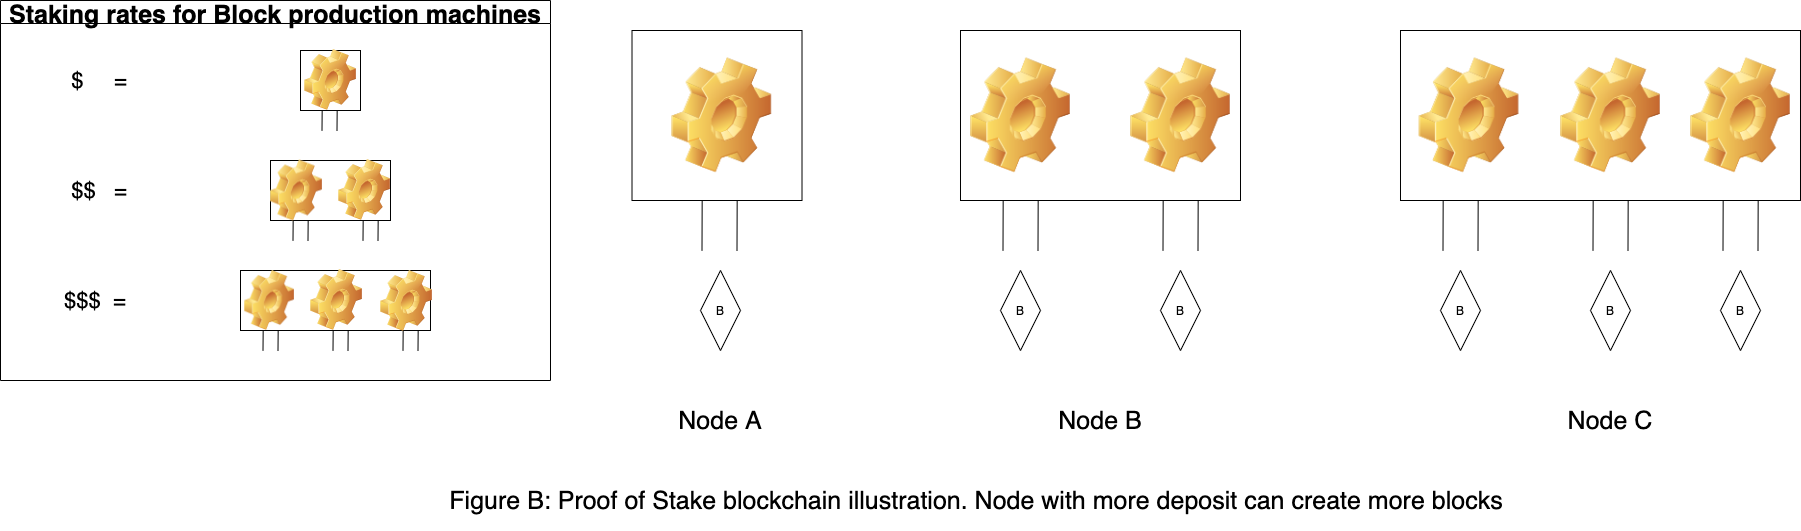 Staking rates for Block production machines
$ =
$$ =
$$$ =
B
B
B
B
B
B
Node A
Node B
Node C
Figure B: Proof of Stake blockchain illustration. Node with more deposit can create more blocks